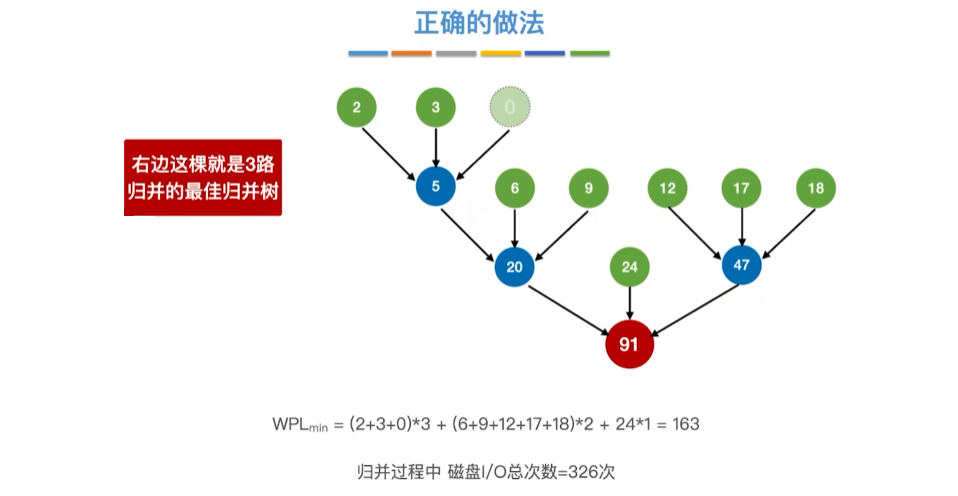 正确的做法
2 3 0
右边这棵就是3路
归并的最佳归并树
5 6 9 12 17 18
20 24 47
91
WPLmin = (2+3+0)*3 + (6+9+12+17+18)*2 + 24*1 = 163
归并过程中 磁盘I/O总次数=326次